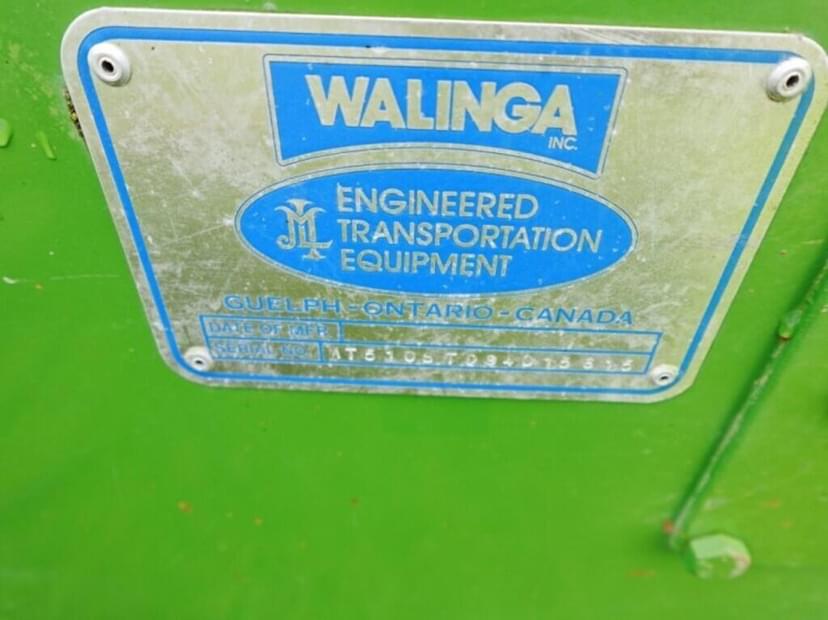 WALINGA
INC.
ENGINEERED
TRANSPORTATION
EQUIPMENT
GUELPH - ONTARIO - CANADA
DATE OF MFR.
SERIAL NO.